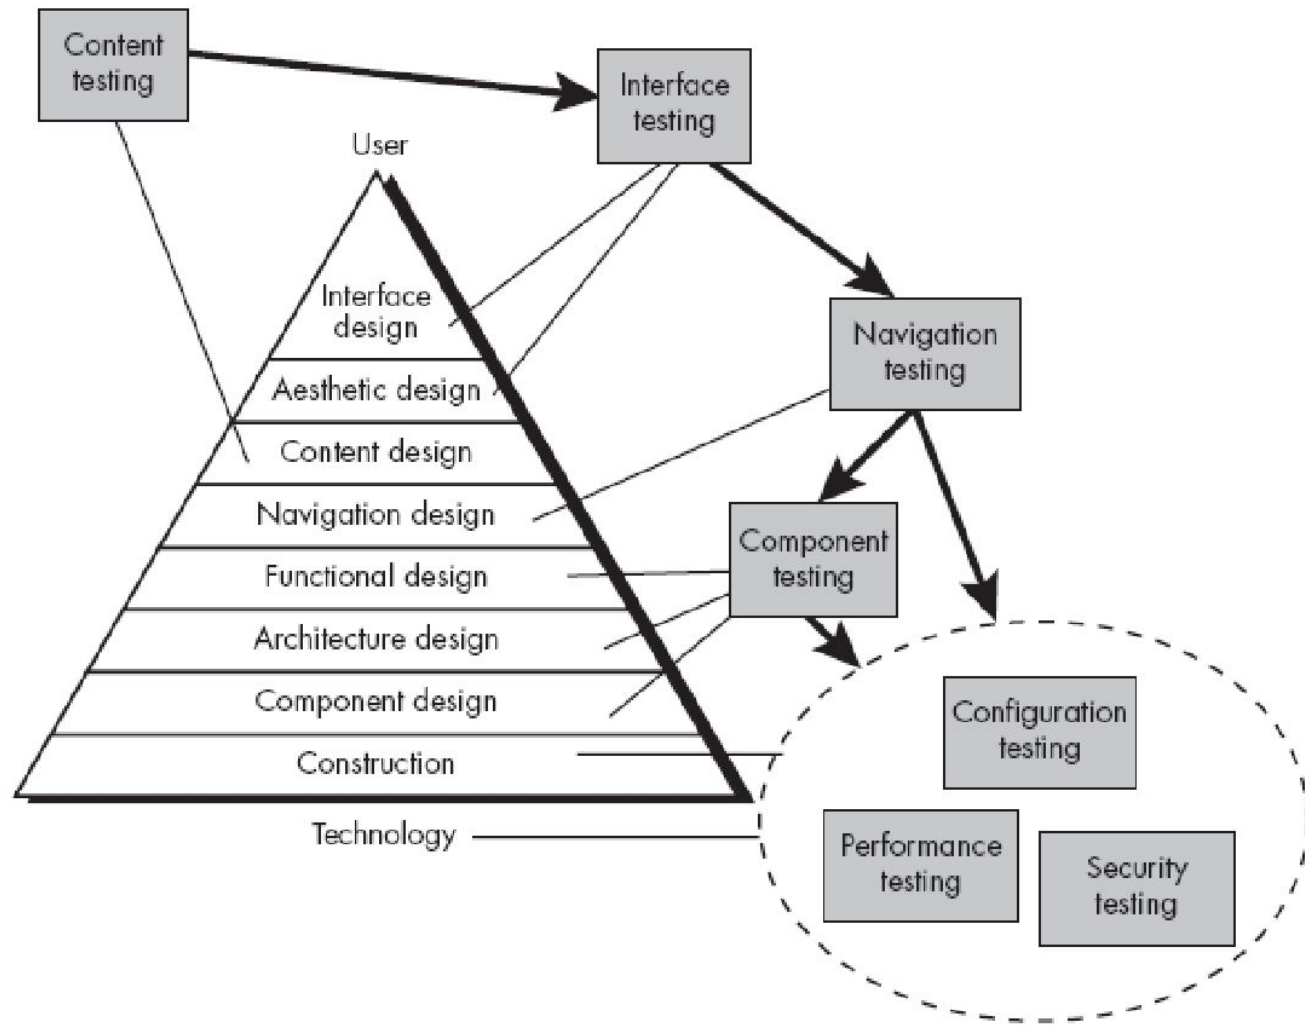 Content
testing
Interface
testing
User
Interface
design
Navigation
testing
Aesthetic design
Content design
Navigation design
Component
testing
Functional design
Architecture design
Component design
Configuration
testing
Construction
Technology
Performance
testing
Security
testing